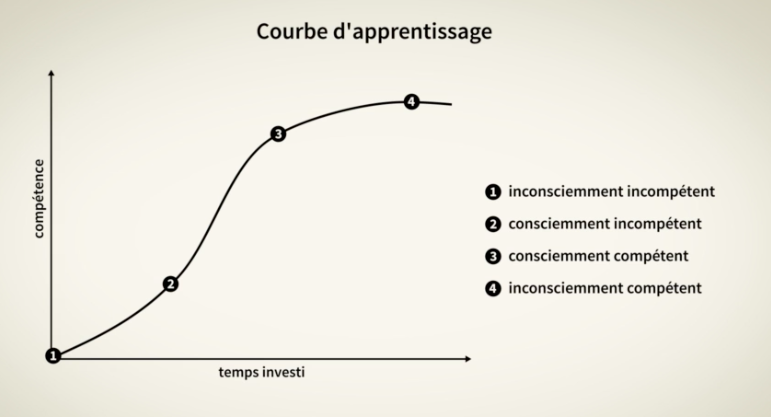 Courbe d'apprentissage
compétence
4
3
2
1
temps investi
1 inconsciemment incompétent
2 consciemment incompétent
3 consciemment compétent
4 inconsciemment compétent